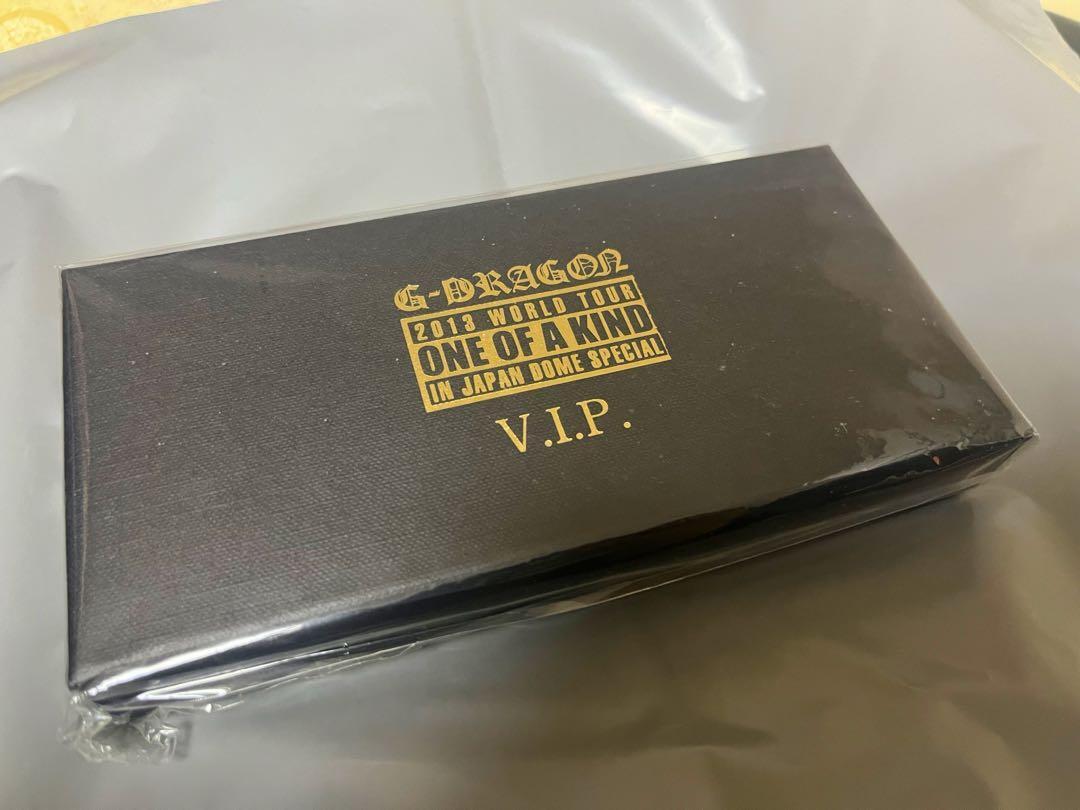 G-DRAGON
2013 WORLD TOUR
ONE OF A KIND
IN JAPAN DOME SPECIAL
V.I.P.